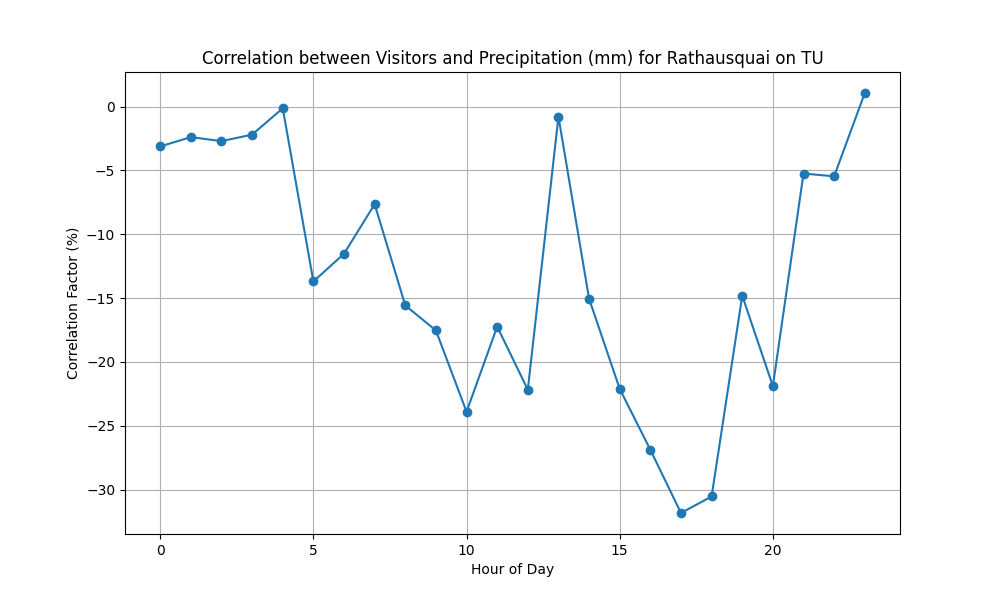 Correlation between Visitors and Precipitation (mm) for Rathausquai on TU
Correlation Factor (%)
0
−5
−10
−15
−20
−25
−30
0 5 10 15 20
Hour of Day